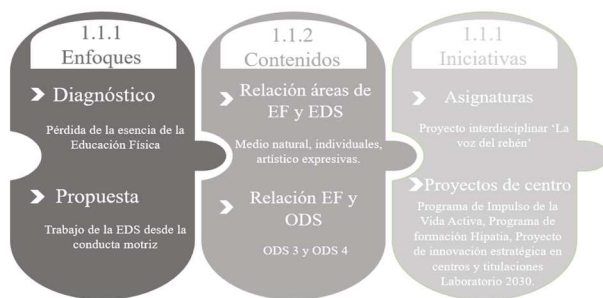 1.1.1
Enfoques
Diagnóstico
Pérdida de la esencia de la
Educación Física
Propuesta
Trabajo de la EDS desde la
conducta motriz
1.1.2
Contenidos
Relación áreas de
EF y EDS
Medio natural, individuales,
artístico expresivas.
Relación EF y
ODS
ODS 3 y ODS 4
1.1.1
Iniciativas
Asignaturas
Proyecto interdisciplinar ‘La
voz del rehén’
Proyectos de centro
Programa de Impulso de la
Vida Activa, Programa de
formación Hipatia, Proyecto
de innovación estratégica en
centros y titulaciones
Laboratorio 2030.